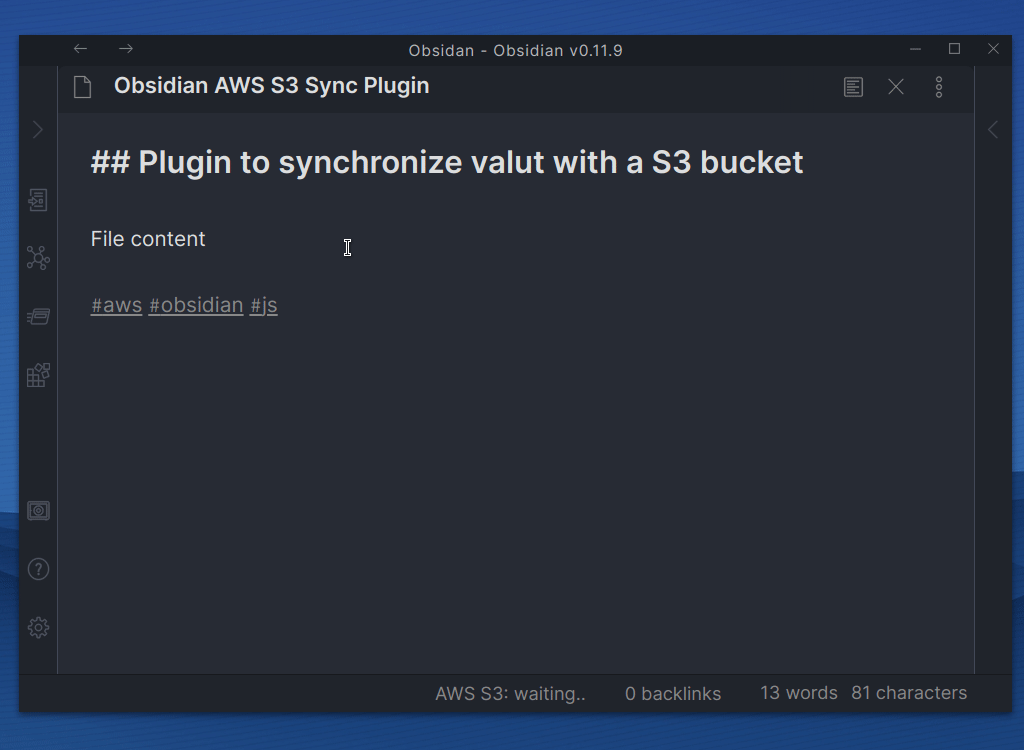 Obsidan - Obsidian v0.11.9
Obsidian AWS S3 Sync Plugin
## Plugin to synchronize valut with a S3 bucket
File content
#aws #obsidian #js
AWS S3: waiting.. 0 backlinks 13 words 81 characters